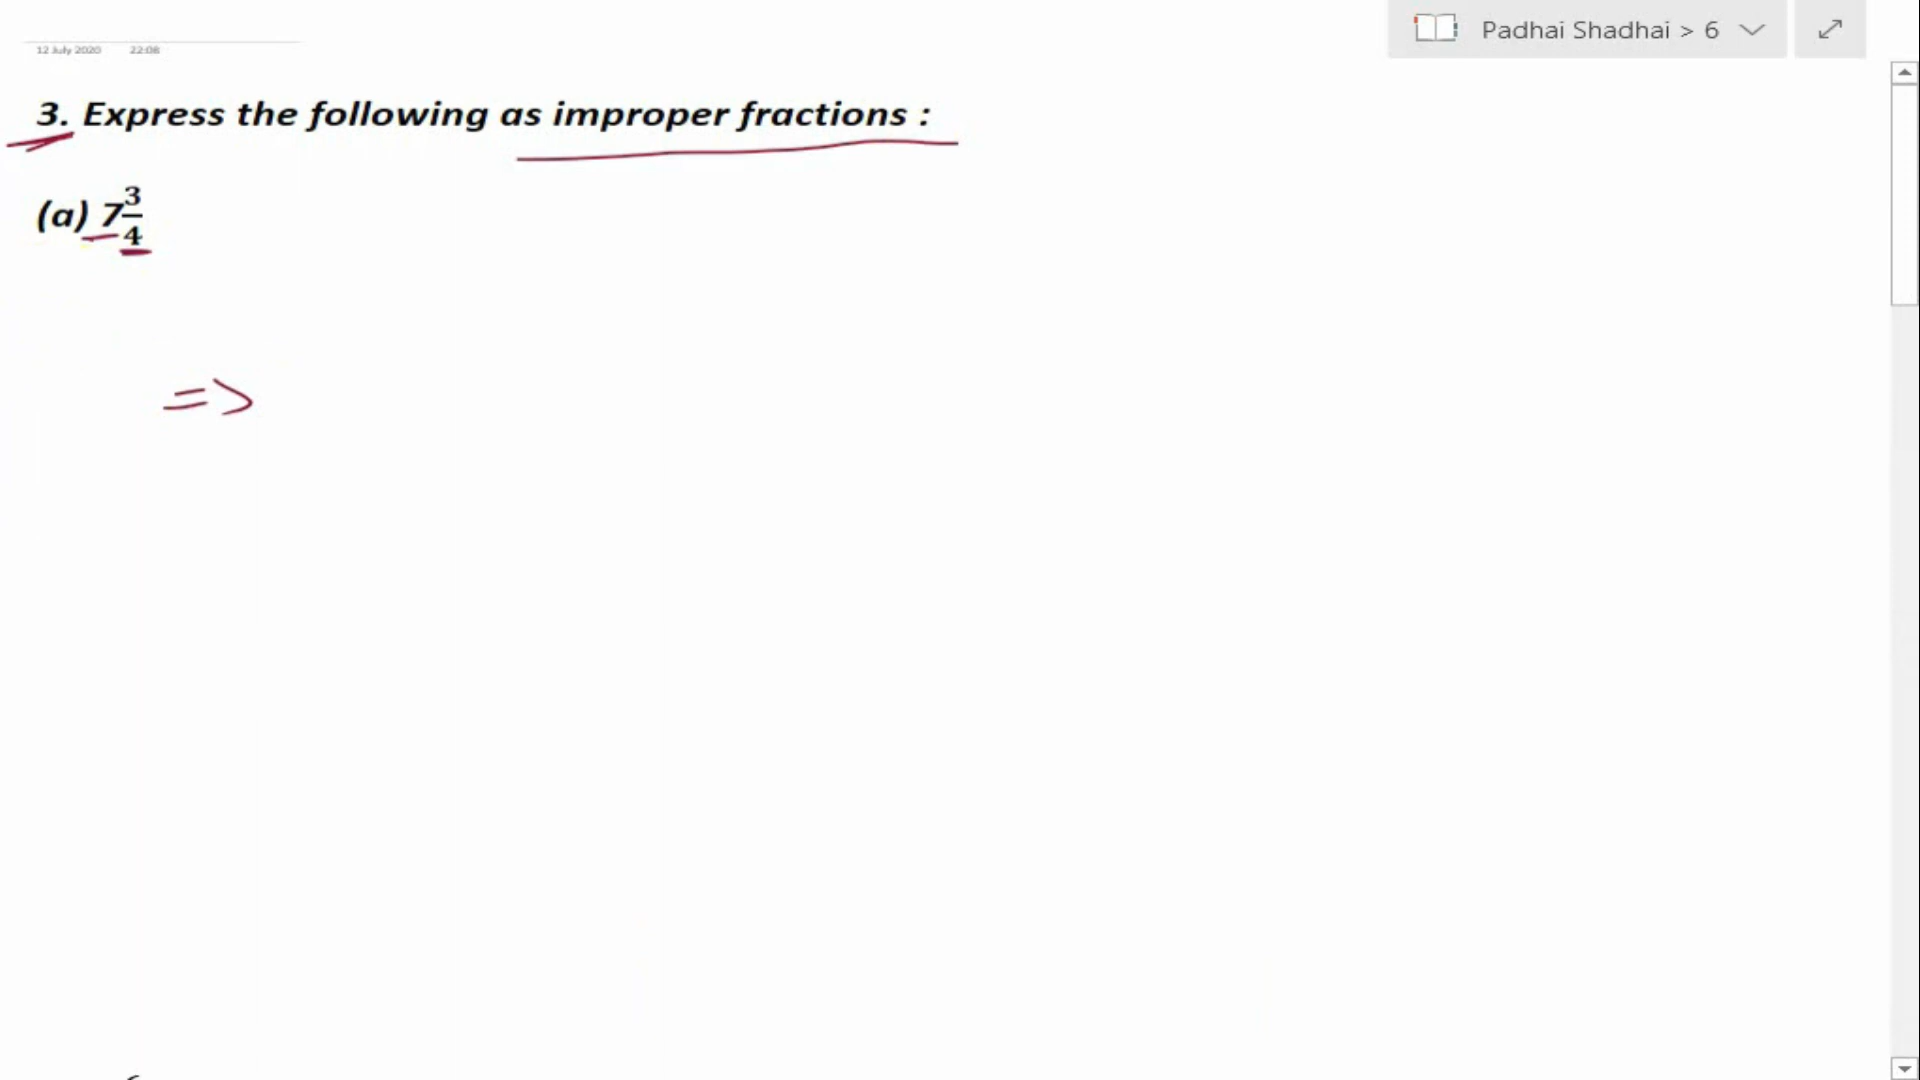 Padhai Shadhai > 6
12 July 2020 22:08
3. Express the following as improper fractions :
(a) 7 3/4
=>